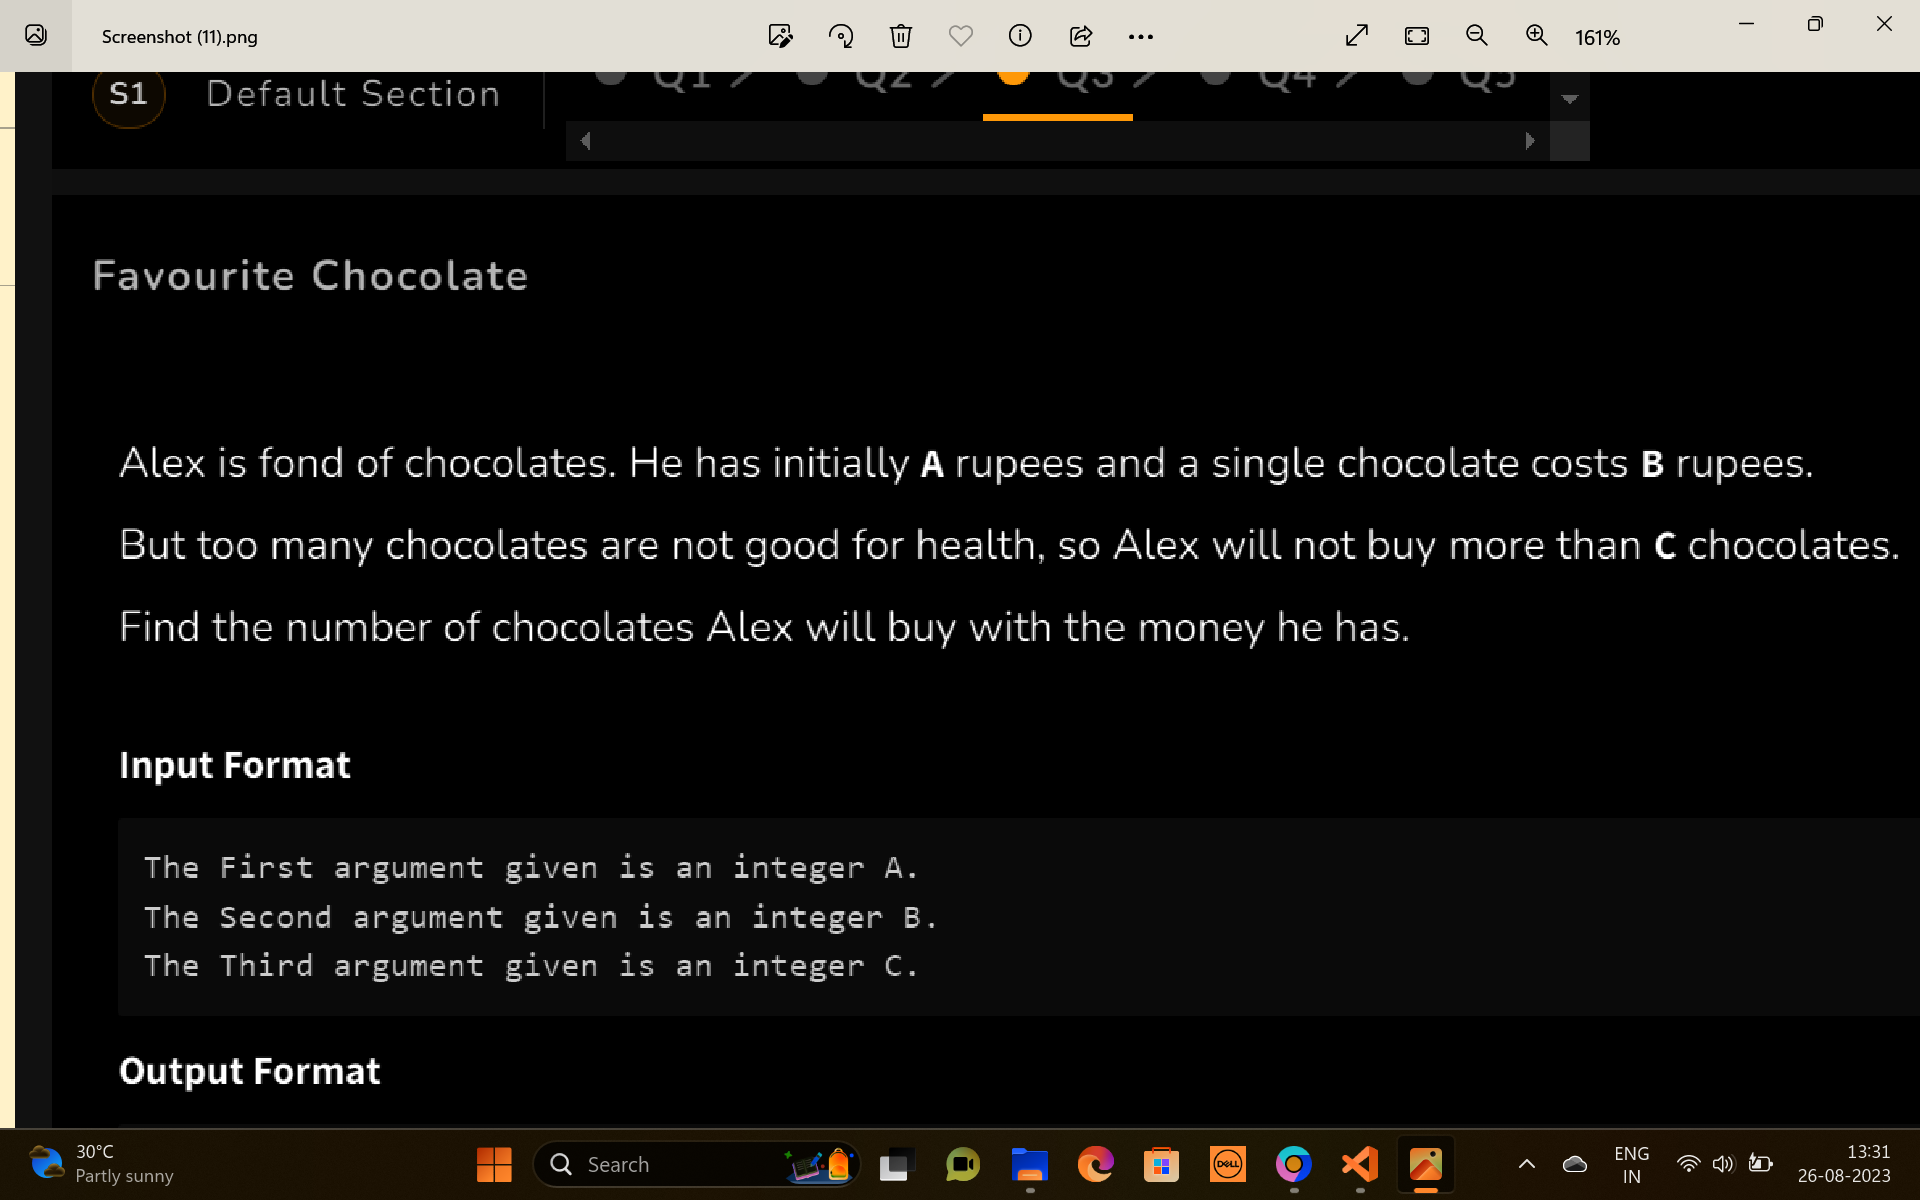 Screenshot (11).png
161%
S1 Default Section Q1 Q2 Q3 Q4 Q5
Favourite Chocolate
Alex is fond of chocolates. He has initially A rupees and a single chocolate costs B rupees.
But too many chocolates are not good for health, so Alex will not buy more than C chocolates.
Find the number of chocolates Alex will buy with the money he has.
Input Format
The First argument given is an integer A.
The Second argument given is an integer B.
The Third argument given is an integer C.
Output Format
30°C
Partly sunny
Search
DELL
ENG
IN
13:31
26-08-2023